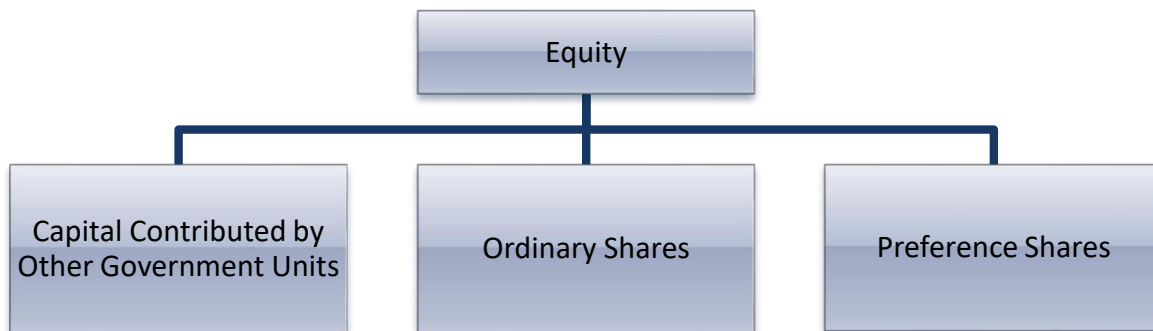 Equity
Capital Contributed by
Other Government Units
Ordinary Shares
Preference Shares